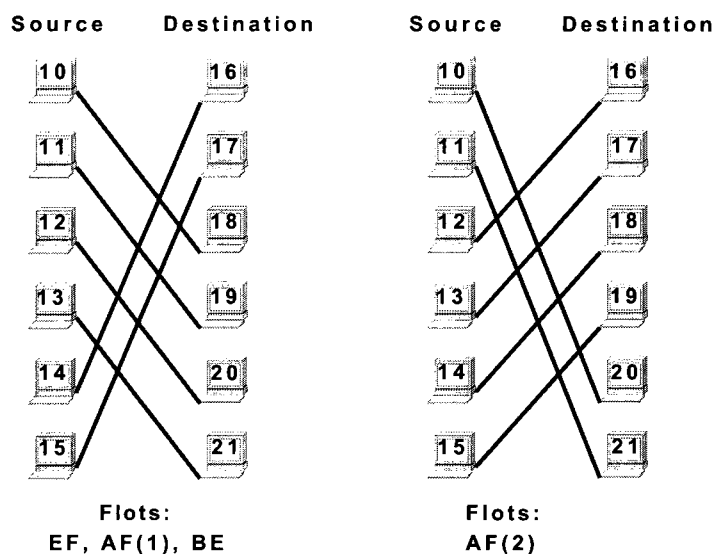 Source Destination Source Destination
10 16 10 16
11 17 11 17
12 18 12 18
13 19 13 19
14 20 14 20
15 21 15 21
Flots: Flots:
EF, AF(1), BE AF(2)